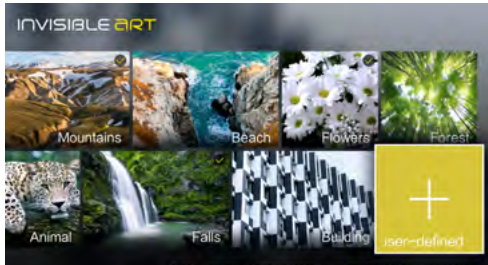 INVISIBLE ART
Mountains
Beach
Flowers
Forest
Animal
Falls
Building
user-defined